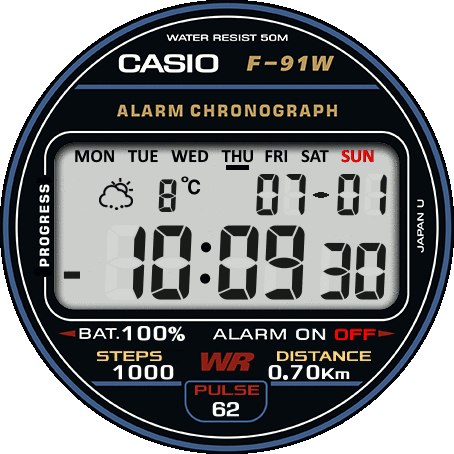 WATER RESIST 50M
CASIO F-91W
ALARM CHRONOGRAPH
MON TUE WED THU FRI SAT SUN
8°C 07-01
PROGRESS
10:09 30
JAPAN U
BAT.100% ALARM ON OFF
STEPS WR DISTANCE
1000 0.70Km
PULSE
62